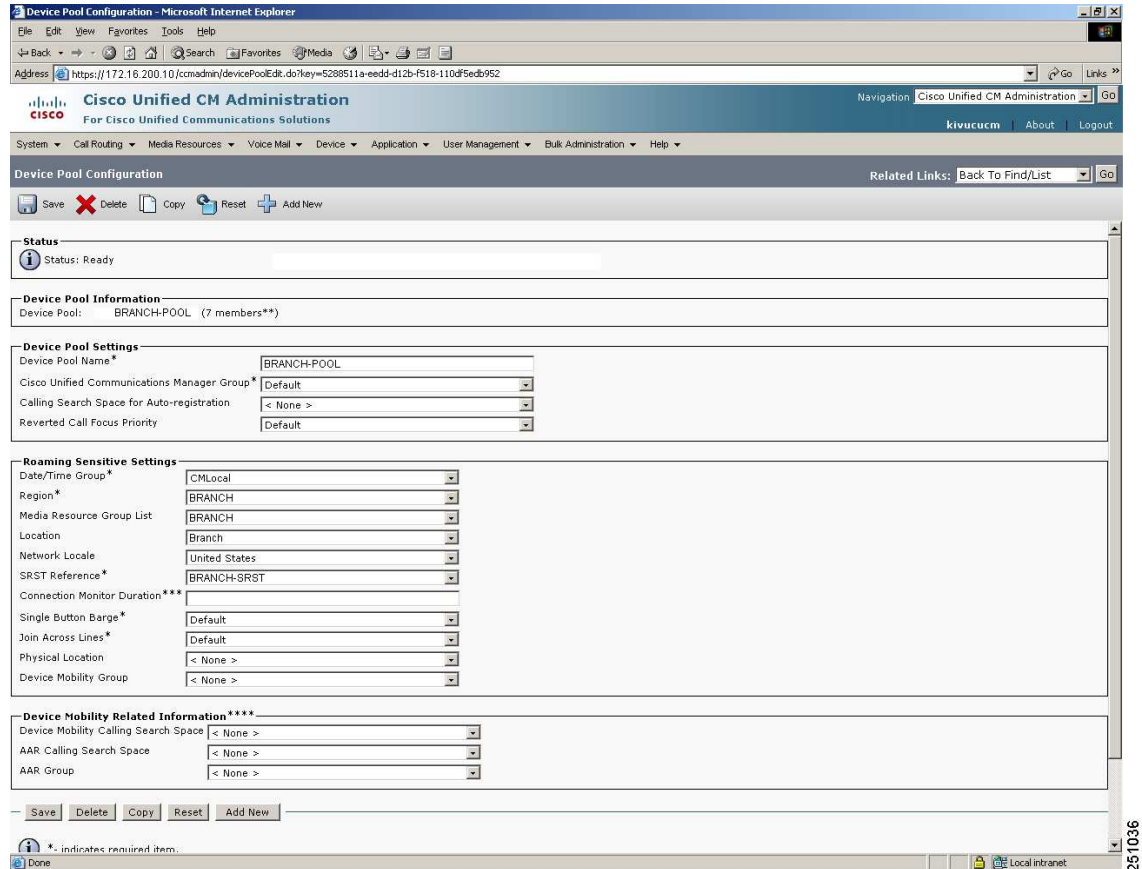 Device Pool Configuration - Microsoft Internet Explorer
File Edit View Favorites Tools Help
Back Search Favorites Media
Address https://172.16.200.10/ccmadmin/devicePoolEdit.do?key=5288511a-eedd-d12b-f518-110df5edb952 Go Links »
cisco
Cisco Unified CM Administration
For Cisco Unified Communications Solutions
Navigation Cisco Unified CM Administration Go
kivucucm | About | Logout
System Call Routing Media Resources Voice Mail Device Application User Management Bulk Administration Help
Device Pool Configuration
Related Links: Back To Find/List Go
Save Delete Copy Reset Add New
Status
Status: Ready
Device Pool Information
Device Pool: BRANCH-POOL (7 members**)
Device Pool Settings
Device Pool Name* BRANCH-POOL
Cisco Unified Communications Manager Group* Default
Calling Search Space for Auto-registration < None >
Reverted Call Focus Priority Default
Roaming Sensitive Settings
Date/Time Group* CMLocal
Region* BRANCH
Media Resource Group List BRANCH
Location Branch
Network Locale United States
SRST Reference* BRANCH-SRST
Connection Monitor Duration***
Single Button Barge* Default
Join Across Lines* Default
Physical Location < None >
Device Mobility Group < None >
Device Mobility Related Information****
Device Mobility Calling Search Space < None >
AAR Calling Search Space < None >
AAR Group < None >
Save Delete Copy Reset Add New
*- indicates required item.
Done Local intranet
251036